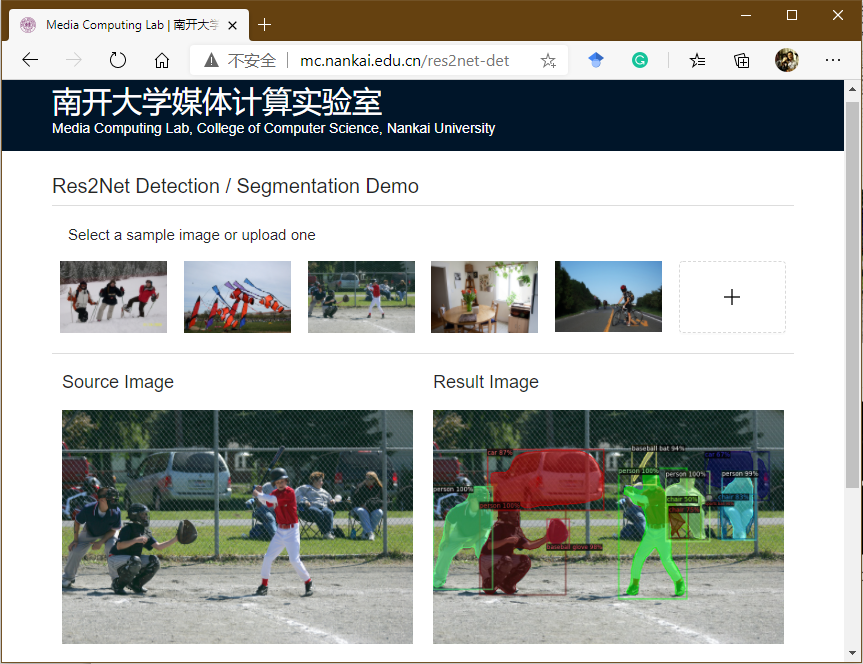 Media Computing Lab | 南开大学
不安全
mc.nankai.edu.cn/res2net-det
南开大学媒体计算实验室
Media Computing Lab, College of Computer Science, Nankai University
Res2Net Detection / Segmentation Demo
Select a sample image or upload one
Source Image
Result Image
baseball bat 94%
car 87%
person 100%
person 100%
person 99%
person 100%
chair 50%
person 100%
baseball glove 98%